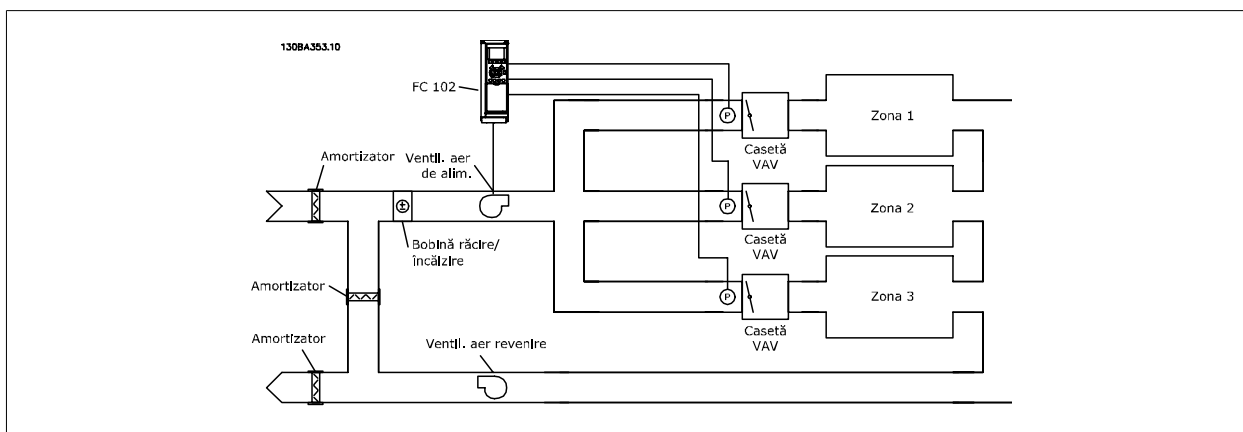 130BA353.10
FC 102
Amortizator
Ventil. aer
de alim.
P
Casetă
VAV
Zona 1
P
Casetă
VAV
Zona 2
Bobină răcire/
încălzire
Amortizator
P
Casetă
VAV
Zona 3
Amortizator
Ventil. aer revenire